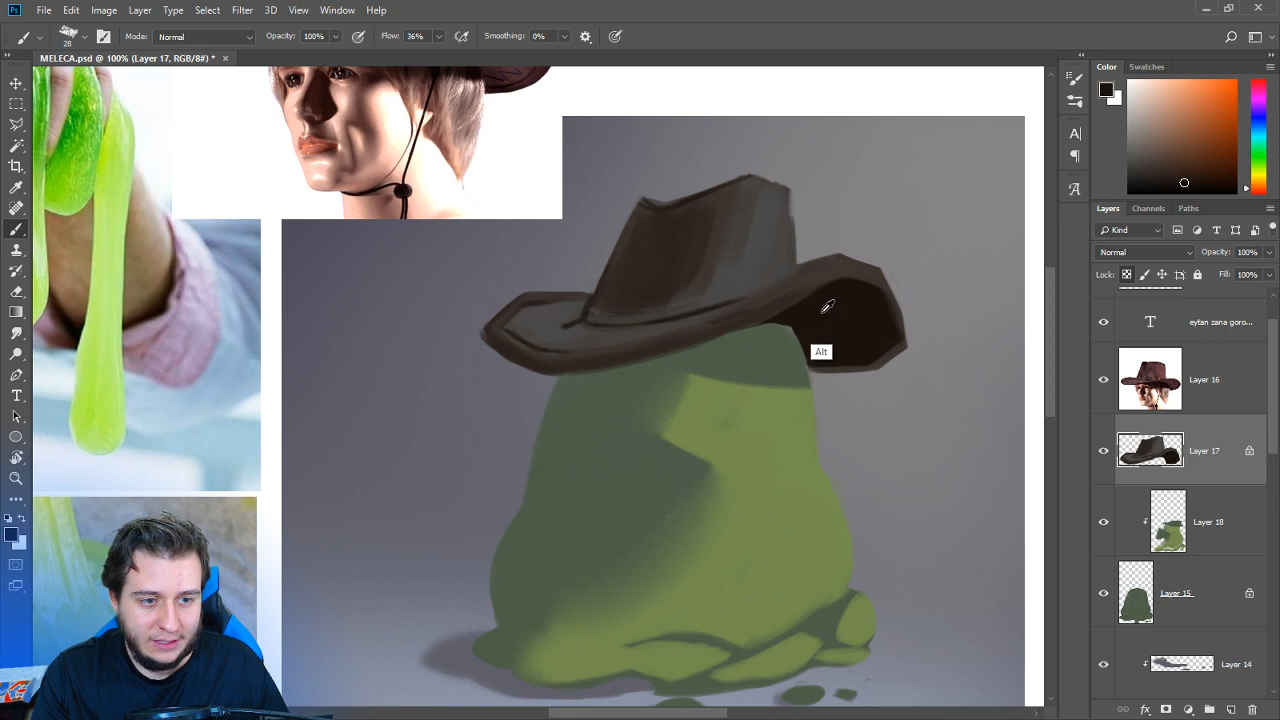 Ps File Edit Image Layer Type Select Filter 3D View Window Help
28 Mode: Normal Opacity: 100% Flow: 36% Smoothing: 0%
MELECA.psd @ 100% (Layer 17, RGB/8#) * ×
Color Swatches
Layers Channels Paths
Kind
Normal Opacity: 100%
Lock: Fill: 100%
T eytan zana goro...
Layer 16
Layer 17
Layer 18
Layer 15
Layer 14
Alt